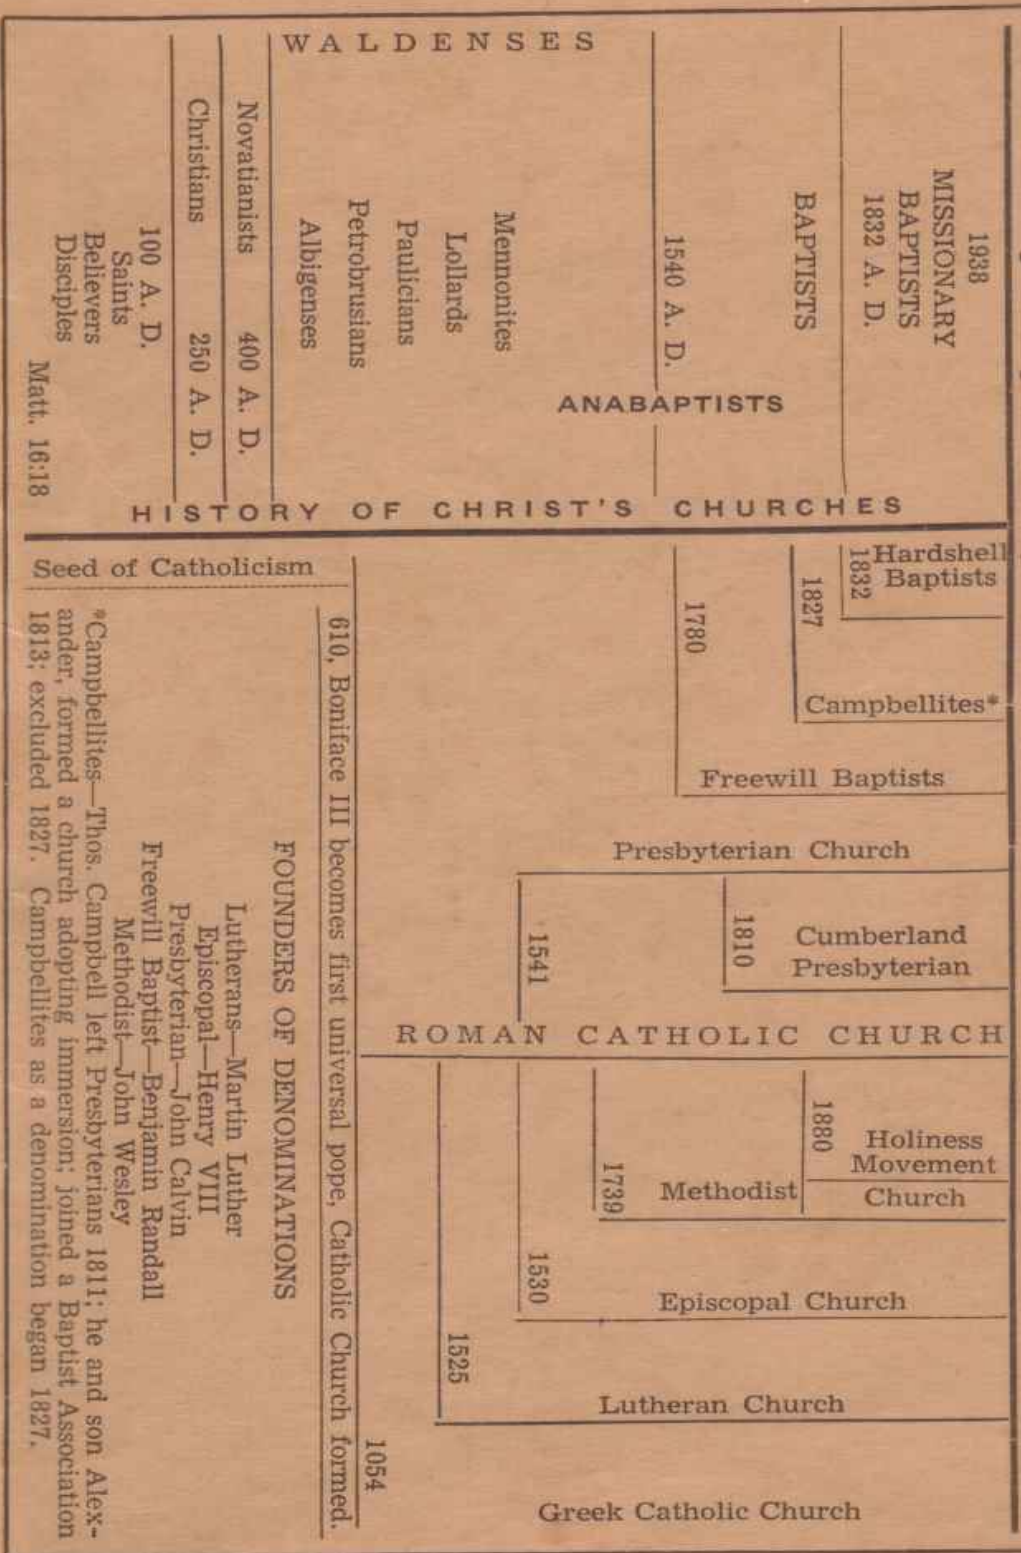 1938
MISSIONARY
BAPTISTS
1832 A. D.
BAPTISTS
1540 A. D.
ANABAPTISTS
WALDENSES
Mennonites
Lollards
Paulicians
Petrobrusians
Albigenses
Novatianists 400 A. D.
Christians 250 A. D.
100 A. D.
Saints
Believers
Disciples
Matt. 16:18
HISTORY OF CHRIST'S CHURCHES
Hardshell
Baptists
1832
1827
Campbellites*
1780
Freewill Baptists
Presbyterian Church
1541
1810
Cumberland
Presbyterian
ROMAN CATHOLIC CHURCH
1880
Holiness
Movement
Church
Methodist
1739
1530
Episcopal Church
1525
Lutheran Church
1054
Greek Catholic Church
Seed of Catholicism
610, Boniface III becomes first universal pope, Catholic Church formed.
FOUNDERS OF DENOMINATIONS
Lutherans—Martin Luther
Episcopal—Henry VIII
Presbyterian—John Calvin
Freewill Baptist—Benjamin Randall
Methodist—John Wesley
*Campbellites—Thos. Campbell left Presbyterians 1811; he and son Alex-
ander, formed a church adopting immersion; joined a Baptist Association
1813; excluded 1827. Campbellites as a denomination began 1827.